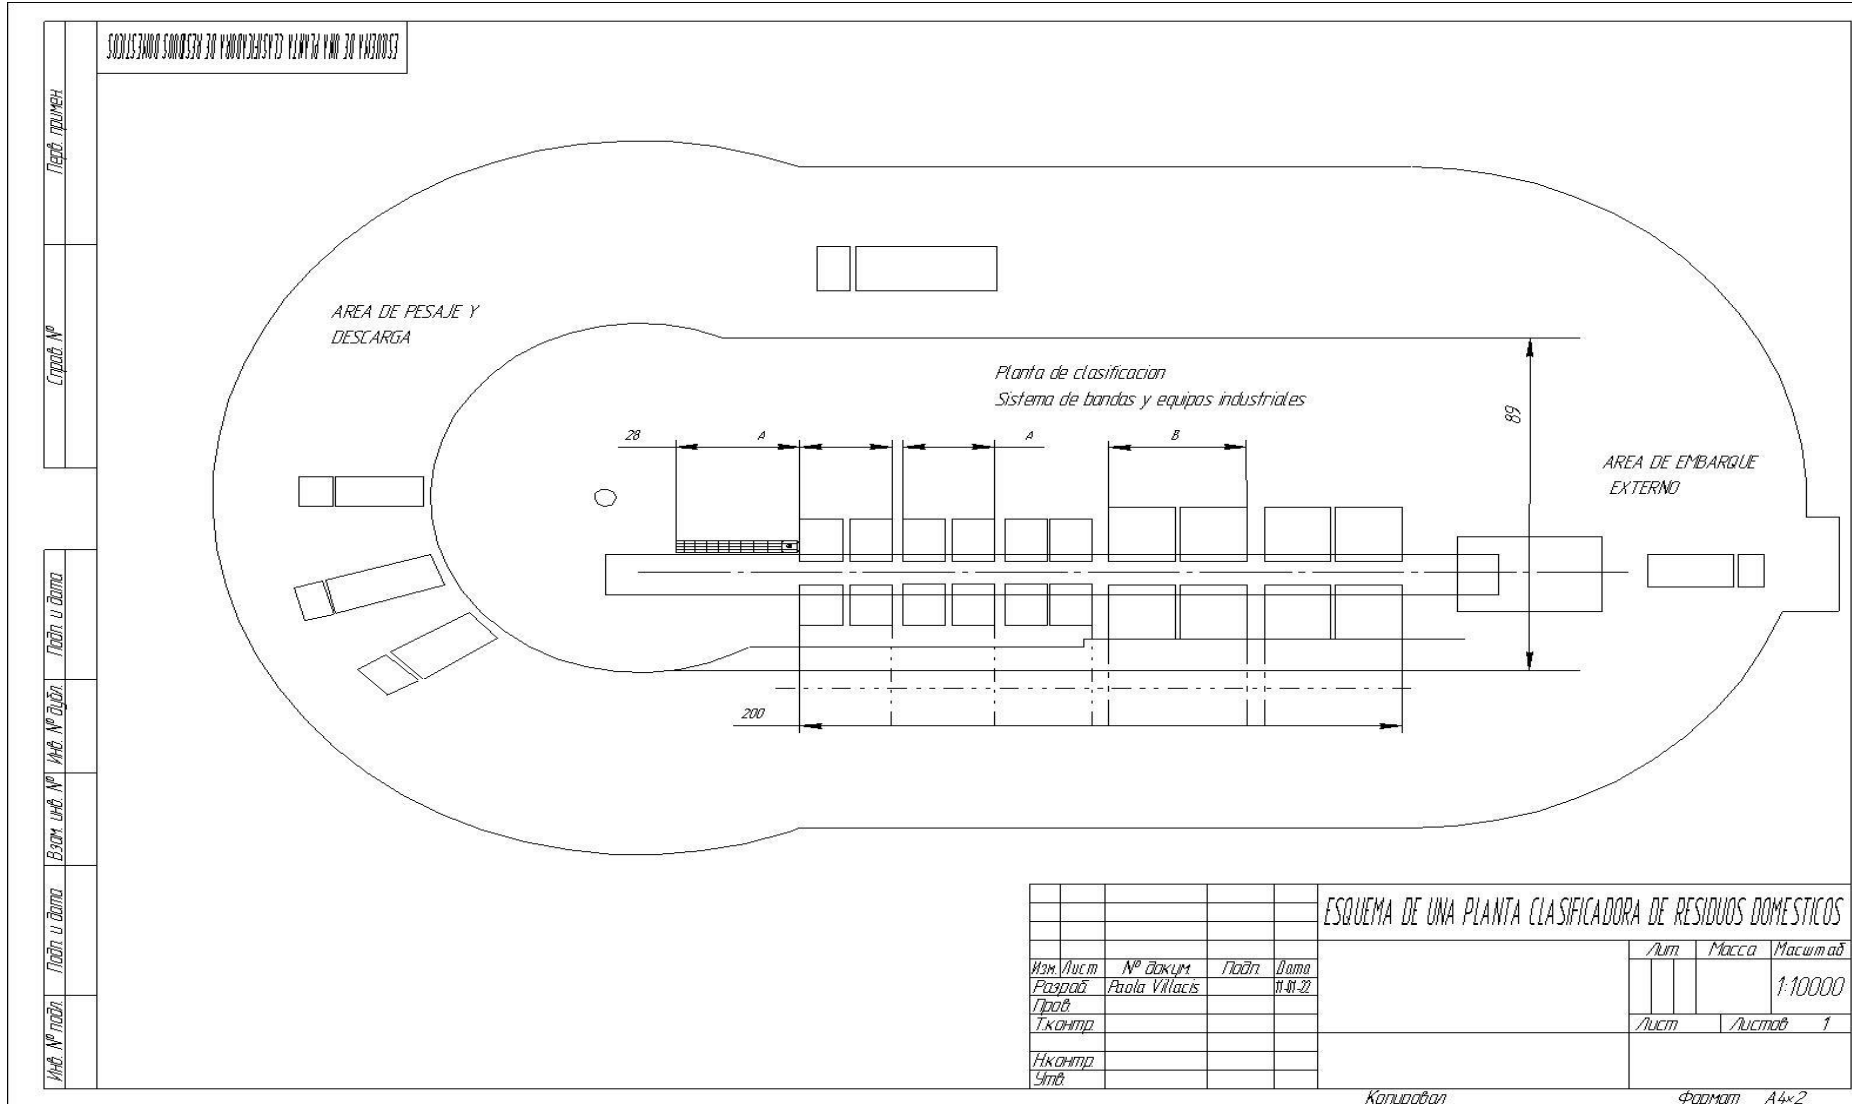 ESQUEMA DE UNA PLANTA CLASIFICADORA DE RESIDUOS DOMESTICOS
Перв. примен.
Справ. №
Подп. и дата
Инв. № дубл.
Взам. инв. №
Подп. и дата
Инв. № подл.
AREA DE PESAJE Y
DESCARGA
Planta de clasificacion
Sistema de bandas y equipos industriales
28
A
A
B
89
AREA DE EMBARQUE
EXTERNO
200
ESQUEMA DE UNA PLANTA CLASIFICADORA DE RESIDUOS DOMESTICOS
Изм. Лист № докум. Подп. Дата
Разраб. Paola Villacis 11-01-22
Пров.
Т.контр.
Н.контр.
Утв.
Лит. Масса Масштаб
1:10000
Лист Листов 1
Копировал Формат A4x2